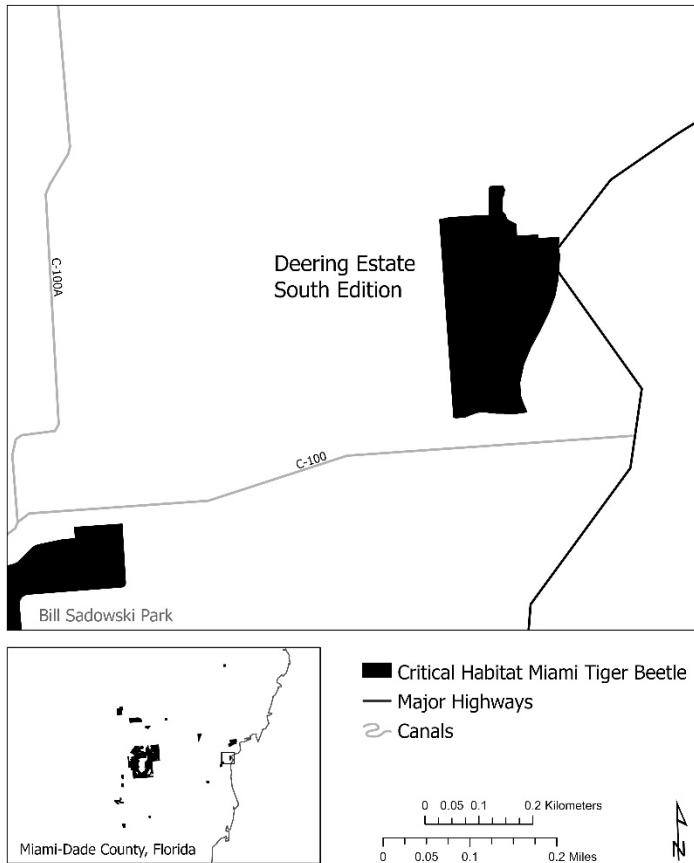 C-100A
Deering Estate
South Edition
C-100
Bill Sadowski Park
Miami-Dade County, Florida
Critical Habitat Miami Tiger Beetle
Major Highways
Canals
0 0.05 0.1 0.2 Kilometers
0 0.05 0.1 0.2 Miles
N